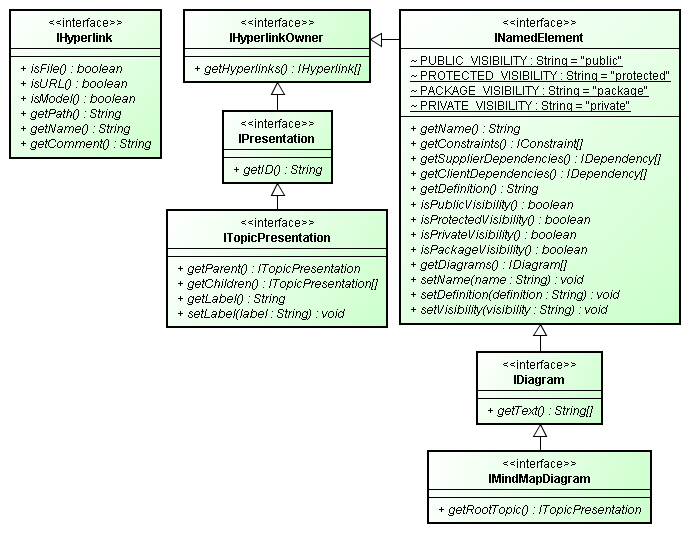 <<interface>>
IHyperlink
+ isFile() : boolean
+ isURL() : boolean
+ isModel() : boolean
+ getPath() : String
+ getName() : String
+ getComment() : String
<<interface>>
IHyperlinkOwner
+ getHyperlinks() : IHyperlink[]
<<interface>>
IPresentation
+ getID() : String
<<interface>>
ITopicPresentation
+ getParent() : ITopicPresentation
+ getChildren() : ITopicPresentation[]
+ getLabel() : String
+ setLabel(label : String) : void
<<interface>>
INamedElement
~ PUBLIC_VISIBILITY : String = "public"
~ PROTECTED_VISIBILITY : String = "protected"
~ PACKAGE_VISIBILITY : String = "package"
~ PRIVATE_VISIBILITY : String = "private"
+ getName() : String
+ getConstraints() : IConstraint[]
+ getSupplierDependencies() : IDependency[]
+ getClientDependencies() : IDependency[]
+ getDefinition() : String
+ isPublicVisibility() : boolean
+ isProtectedVisibility() : boolean
+ isPrivateVisibility() : boolean
+ isPackageVisibility() : boolean
+ getDiagrams() : IDiagram[]
+ setName(name : String) : void
+ setDefinition(definition : String) : void
+ setVisibility(visibility : String) : void
<<interface>>
IDiagram
+ getText() : String[]
<<interface>>
IMindMapDiagram
+ getRootTopic() : ITopicPresentation